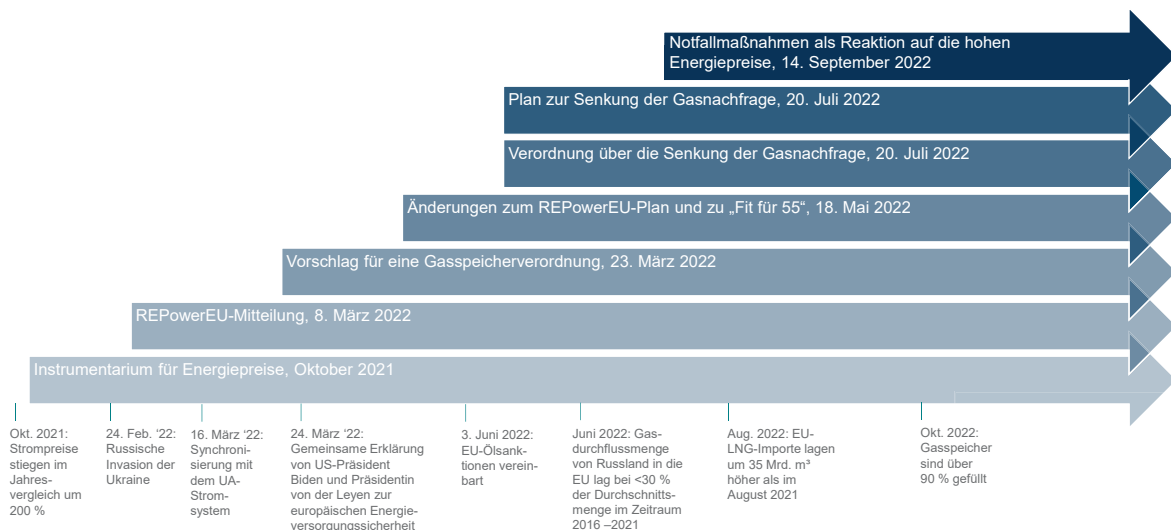 Notfallmaßnahmen als Reaktion auf die hohen
Energiepreise, 14. September 2022
Plan zur Senkung der Gasnachfrage, 20. Juli 2022
Verordnung über die Senkung der Gasnachfrage, 20. Juli 2022
Änderungen zum REPowerEU-Plan und zu „Fit für 55“, 18. Mai 2022
Vorschlag für eine Gasspeicherverordnung, 23. März 2022
REPowerEU-Mitteilung, 8. März 2022
Instrumentarium für Energiepreise, Oktober 2021
Okt. 2021:
Strompreise
stiegen im
Jahres-
vergleich um
200 %
24. Feb. ‘22:
Russische
Invasion der
Ukraine
16. März ‘22:
Synchroni-
sierung mit
dem UA-
Strom-
system
24. März ‘22:
Gemeinsame Erklärung
von US-Präsident
Biden und Präsidentin
von der Leyen zur
europäischen Energie-
versorgungssicherheit
3. Juni 2022:
EU-Ölsank-
tionen verein-
bart
Juni 2022: Gas-
durchflussmenge
von Russland in die
EU lag bei <30 %
der Durchschnitts-
menge im Zeitraum
2016 –2021
Aug. 2022: EU-
LNG-Importe lagen
um 35 Mrd. m³
höher als im
August 2021
Okt. 2022:
Gasspeicher
sind über
90 % gefüllt